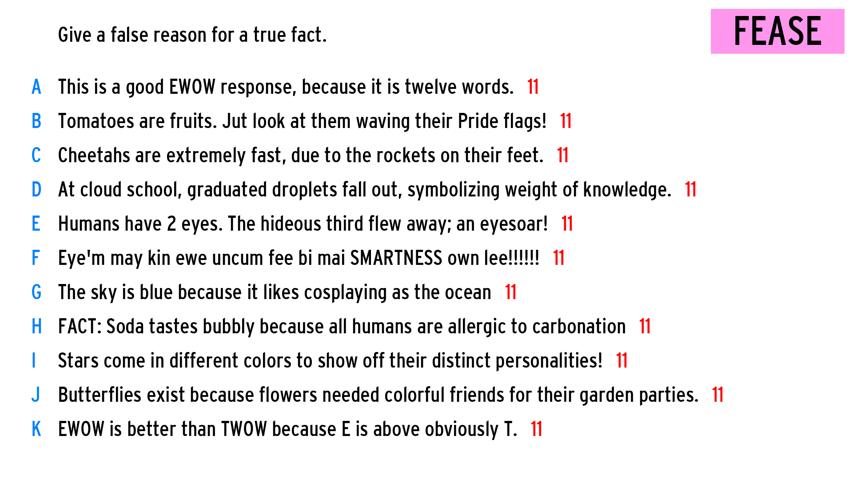 Give a false reason for a true fact.
FEASE
A This is a good EWOW response, because it is twelve words. 11
B Tomatoes are fruits. Jut look at them waving their Pride flags! 11
C Cheetahs are extremely fast, due to the rockets on their feet. 11
D At cloud school, graduated droplets fall out, symbolizing weight of knowledge. 11
E Humans have 2 eyes. The hideous third flew away; an eyesoar! 11
F Eye'm may kin ewe uncum fee bi mai SMARTNESS own lee!!!!!! 11
G The sky is blue because it likes cosplaying as the ocean 11
H FACT: Soda tastes bubbly because all humans are allergic to carbonation 11
I Stars come in different colors to show off their distinct personalities! 11
J Butterflies exist because flowers needed colorful friends for their garden parties. 11
K EWOW is better than TWOW because E is above obviously T. 11